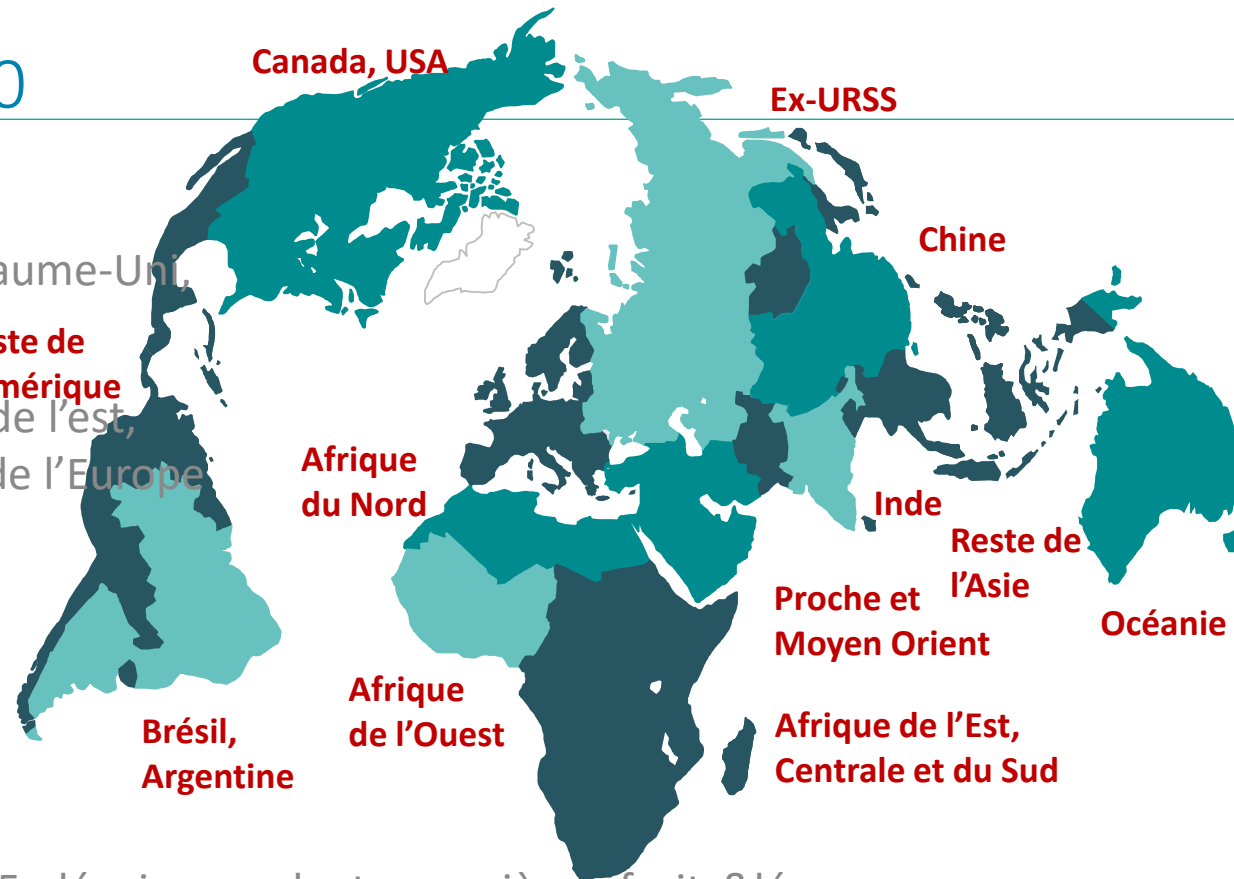 0
Canada, USA
Ex-URSS
Chine
aume-Uni,
ste de
mérique
de l'est,
de l'Europe
Afrique
du Nord
Inde
Reste de
l'Asie
Proche et
Moyen Orient
Océanie
Afrique
de l'Ouest
Brésil,
Argentine
Afrique de l'Est,
Centrale et du Sud